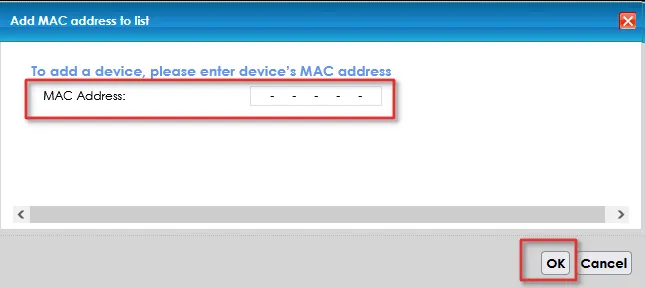 Add MAC address to list
To add a device, please enter device's MAC address
MAC Address: - - - - -
OK Cancel